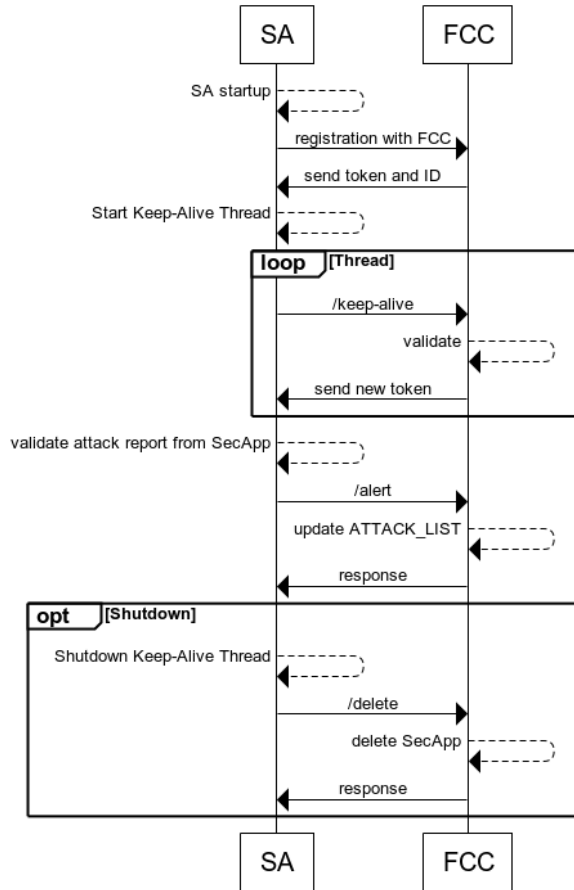 SA FCC
SA startup
registration with FCC
send token and ID
Start Keep-Alive Thread
loop [Thread]
/keep-alive
validate
send new token
validate attack report from SecApp
/alert
update ATTACK_LIST
response
opt [Shutdown]
Shutdown Keep-Alive Thread
/delete
delete SecApp
response
SA FCC